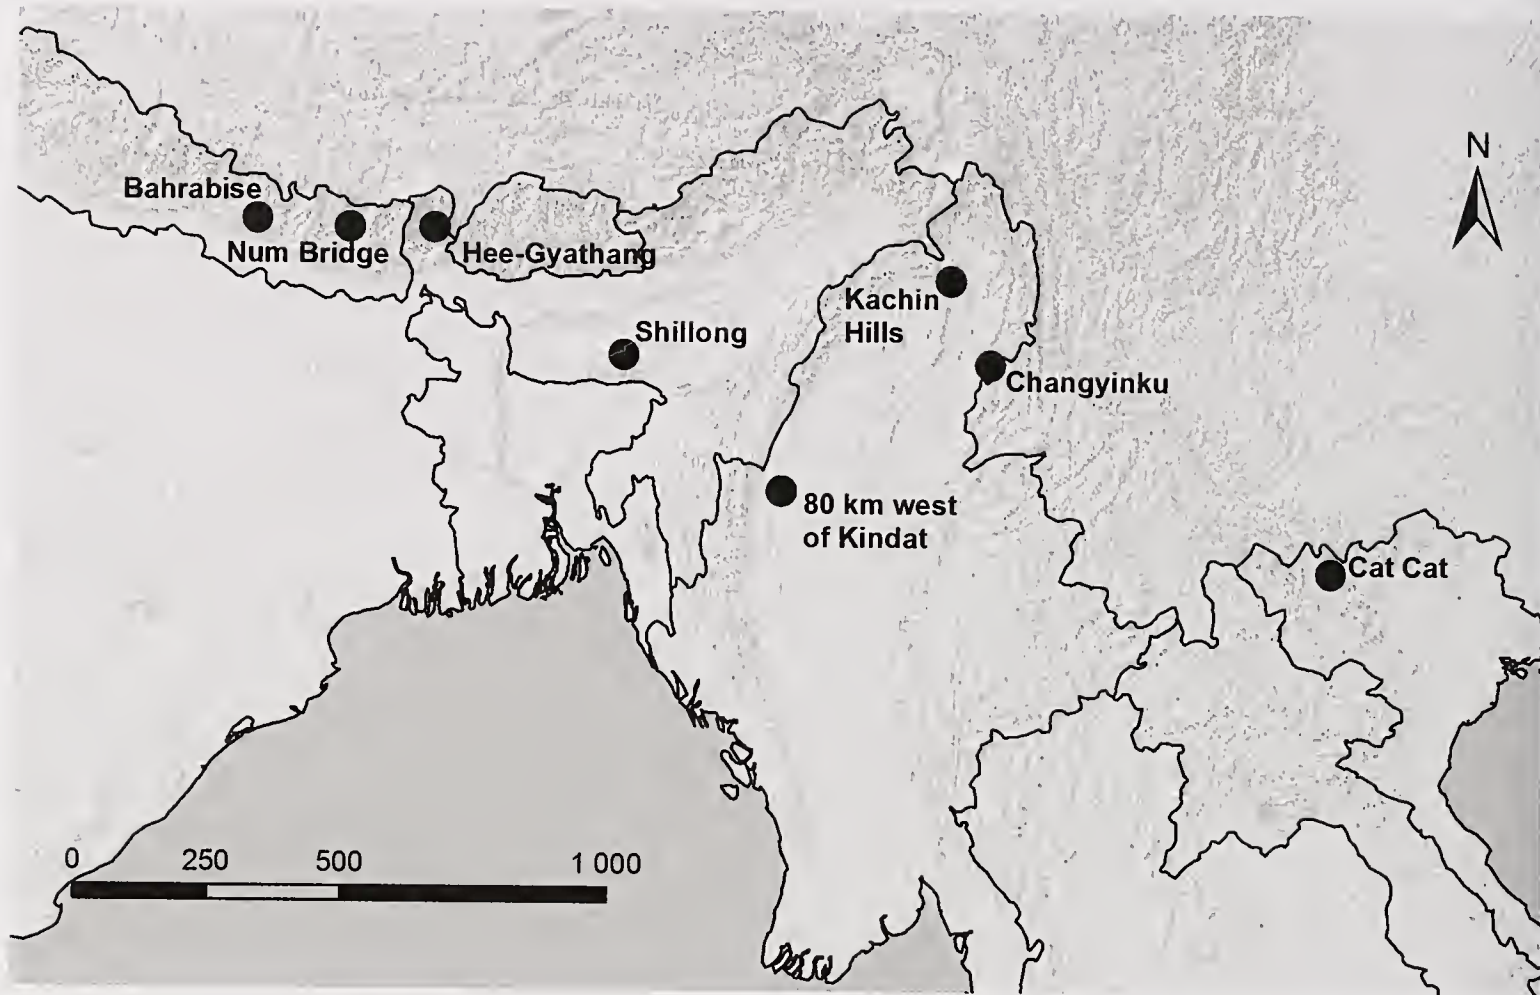 N
Bahrabise
Num Bridge
Hee-Gyathang
Kachin
Hills
Shillong
Changyinku
80 km west
of Kindat
Cat Cat
0 250 500 1 000